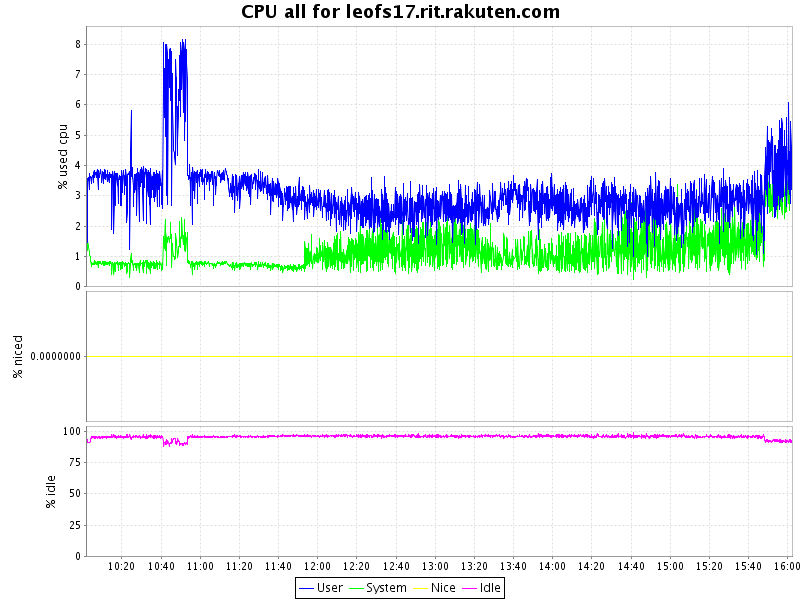 CPU all for leofs17.rit.rakuten.com
% used cpu
8
7
6
5
4
3
2
1
0
% niced
0.0000000
% idle
100
75
50
25
0
10:20 10:40 11:00 11:20 11:40 12:00 12:20 12:40 13:00 13:20 13:40 14:00 14:20 14:40 15:00 15:20 15:40 16:00
User System Nice Idle